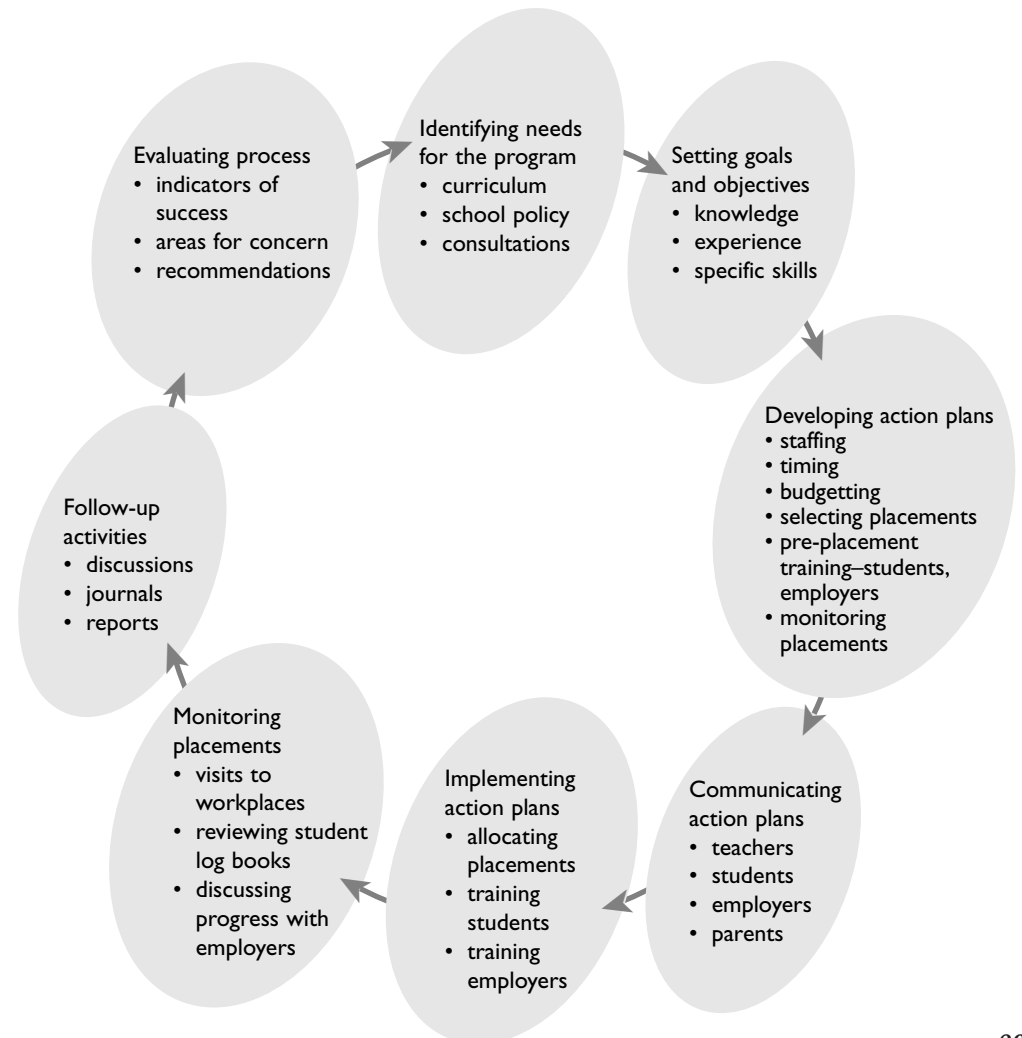 Identifying needs
for the program
• curriculum
• school policy
• consultations
Setting goals
and objectives
• knowledge
• experience
• specific skills
Developing action plans
• staffing
• timing
• budgetting
• selecting placements
• pre-placement
training–students,
employers
• monitoring
placements
Communicating
action plans
• teachers
• students
• employers
• parents
Implementing
action plans
• allocating
placements
• training
students
• training
employers
Monitoring
placements
• visits to
workplaces
• reviewing student
log books
• discussing
progress with
employers
Follow-up
activities
• discussions
• journals
• reports
Evaluating process
• indicators of
success
• areas for concern
• recommendations